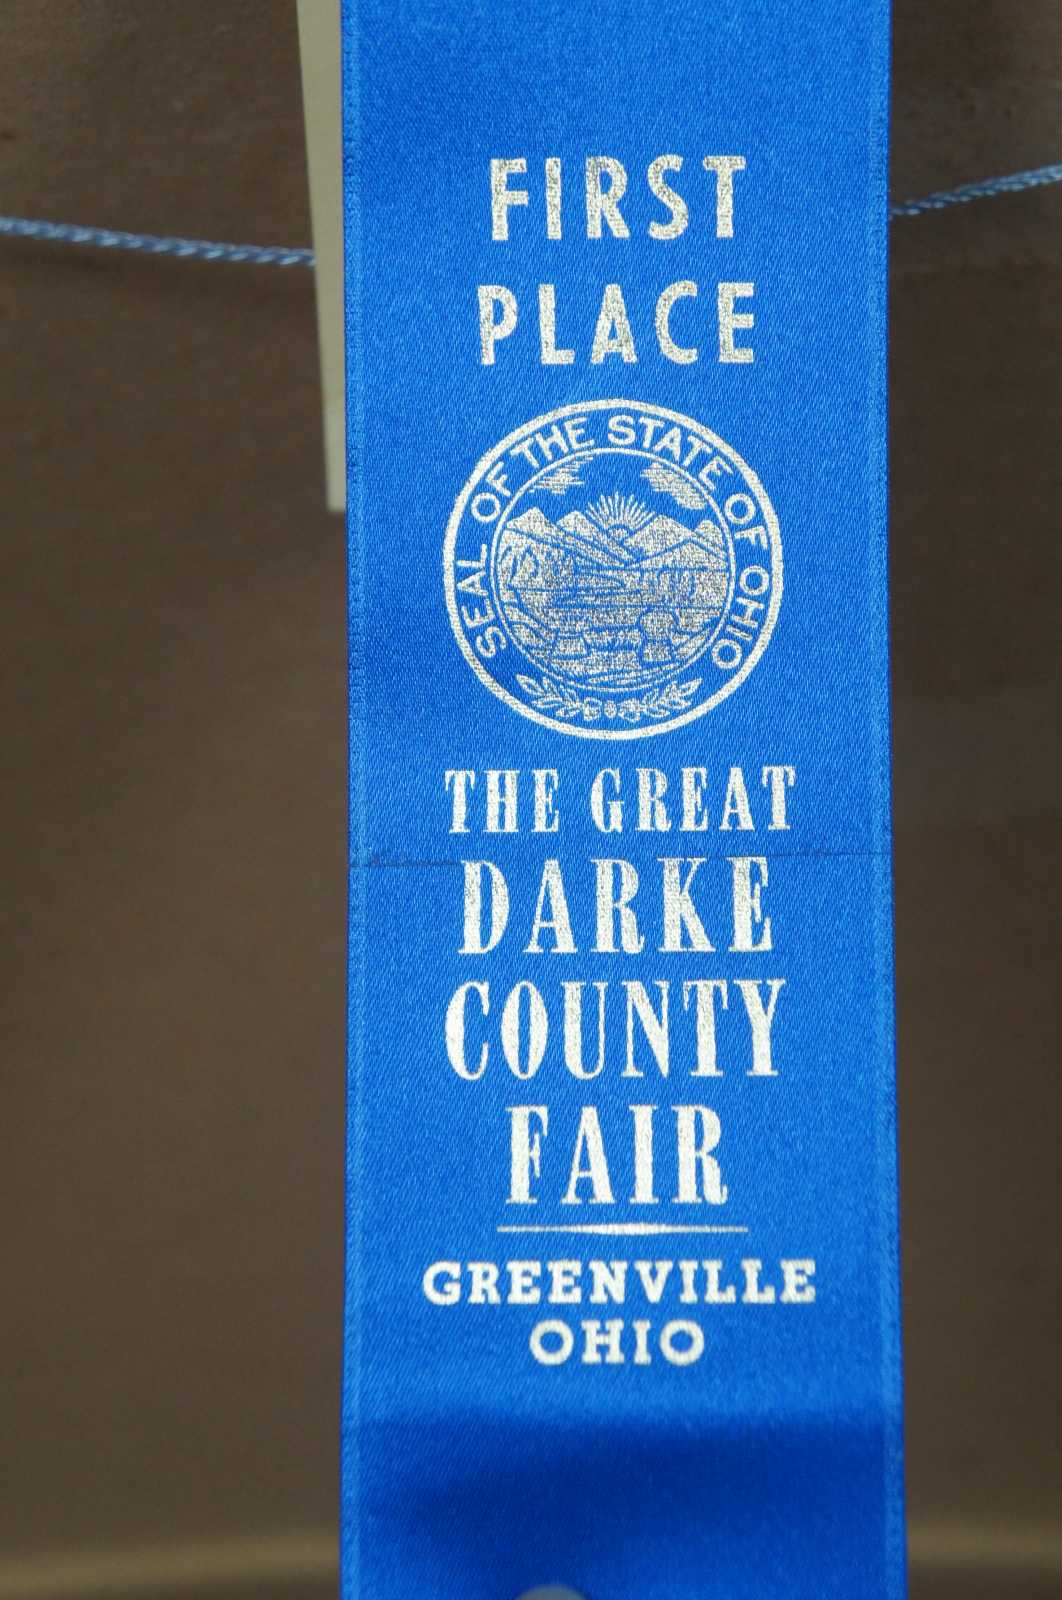 FIRST
PLACE
SEAL OF THE STATE OF OHIO
THE GREAT
DARKE
COUNTY
FAIR
GREENVILLE
OHIO